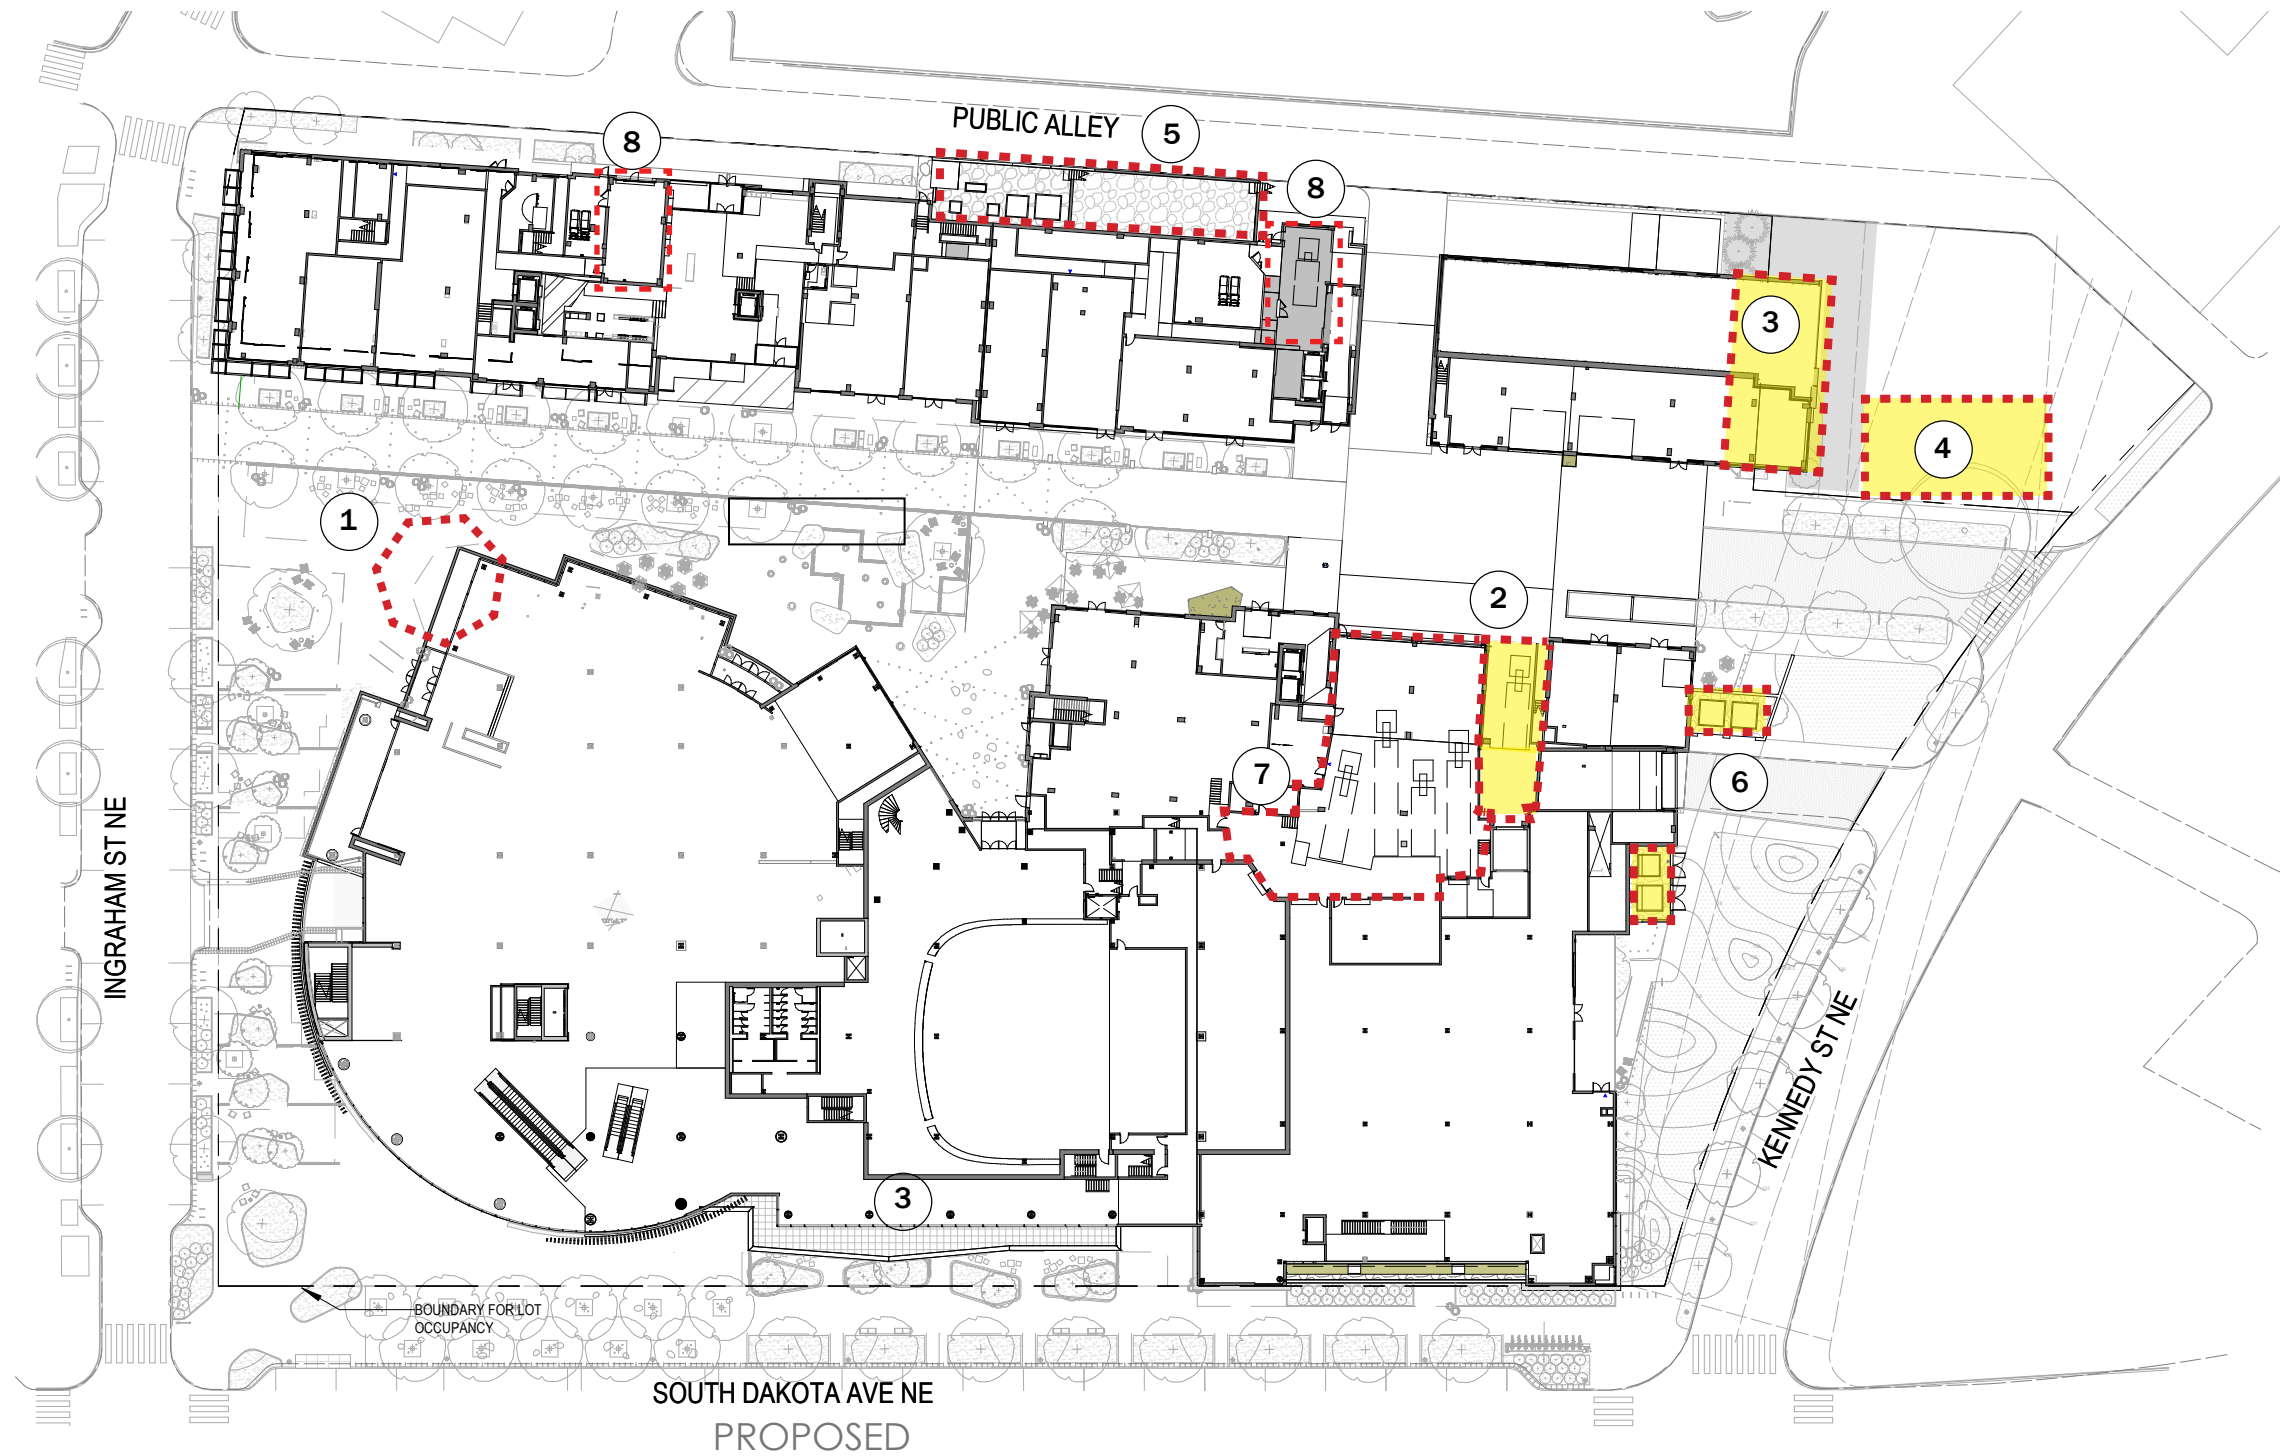 PUBLIC ALLEY
5
8
8
3
4
1
2
7
6
INGRAHAM ST NE
KENNEDY ST NE
3
BOUNDARY FOR LOT
OCCUPANCY
SOUTH DAKOTA AVE NE
PROPOSED